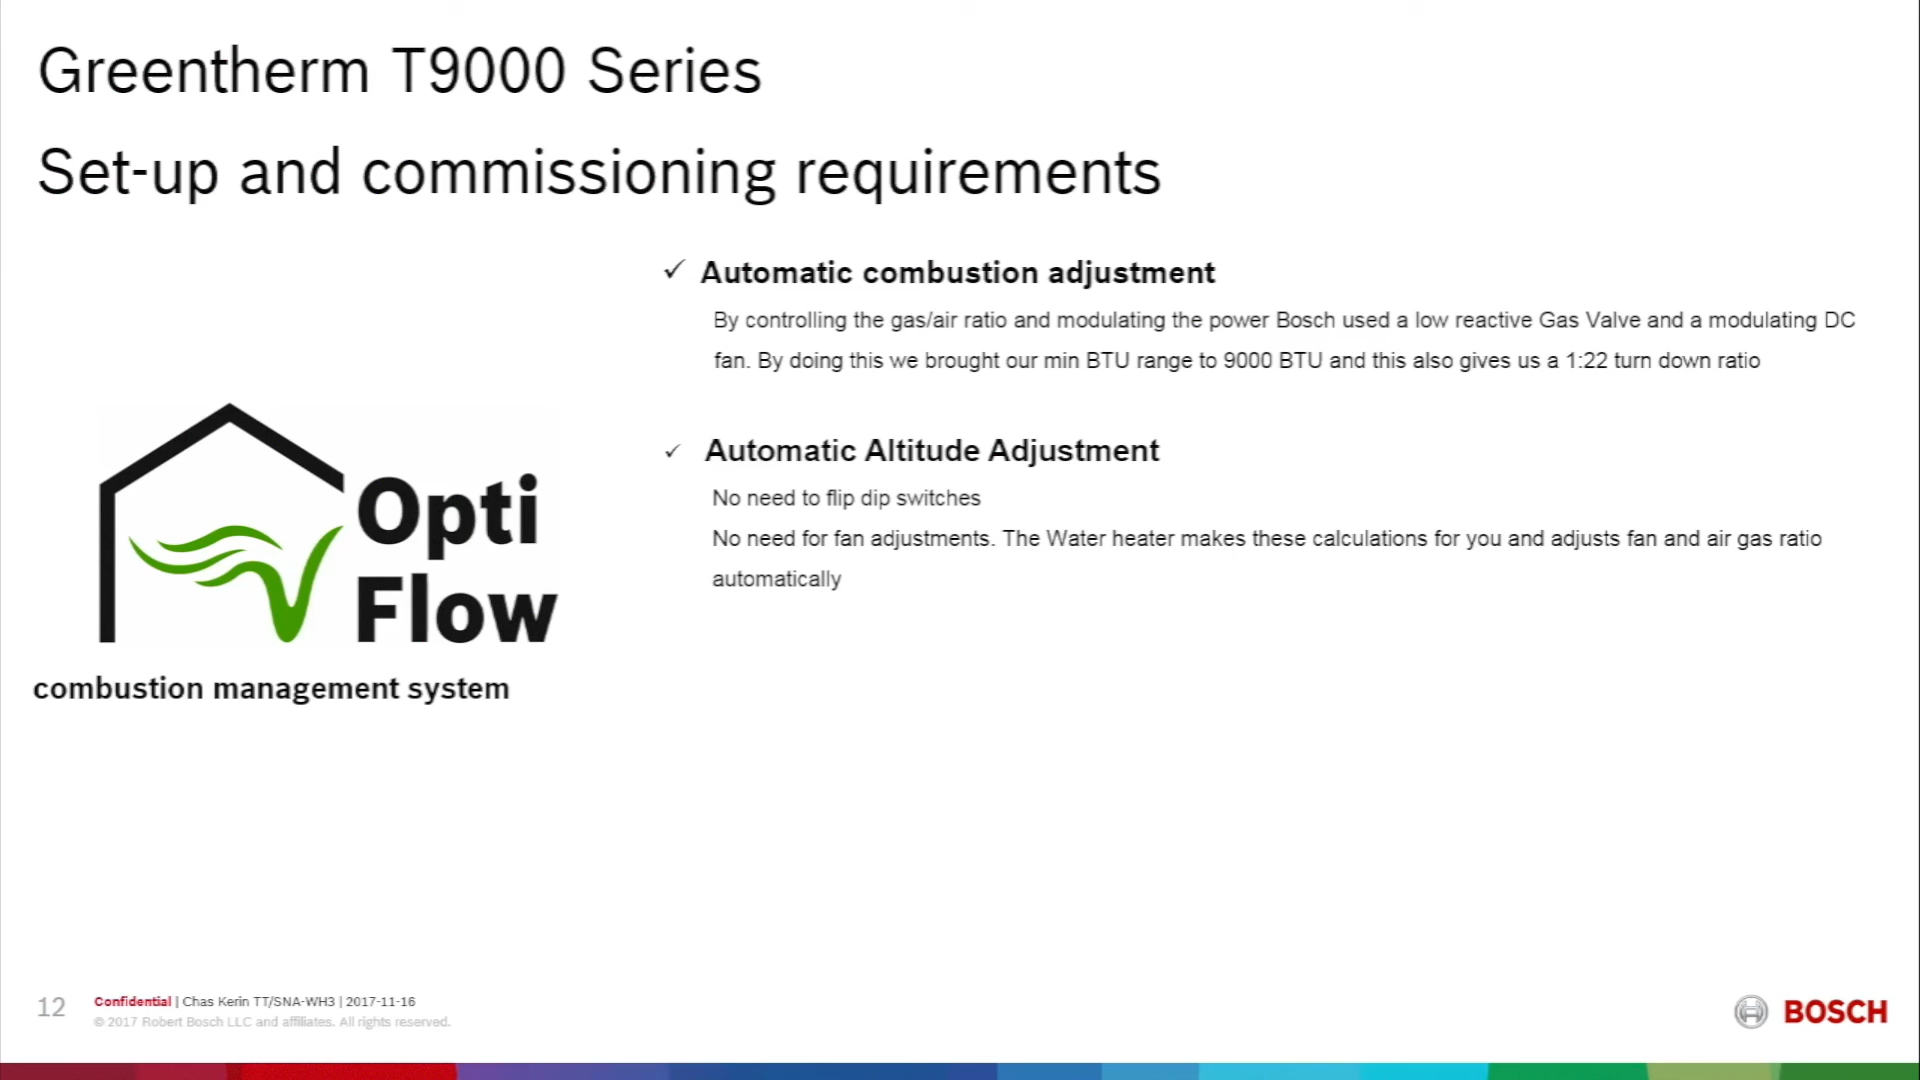 Greentherm T9000 Series
Set-up and commissioning requirements
✓ Automatic combustion adjustment
By controlling the gas/air ratio and modulating the power Bosch used a low reactive Gas Valve and a modulating DC
fan. By doing this we brought our min BTU range to 9000 BTU and this also gives us a 1:22 turn down ratio
✓ Automatic Altitude Adjustment
No need to flip dip switches
No need for fan adjustments. The Water heater makes these calculations for you and adjusts fan and air gas ratio
automatically
Opti
Flow
combustion management system
12
Confidential | Chas Kerin TT/SNA-WH3 | 2017-11-16
© 2017 Robert Bosch LLC and affiliates. All rights reserved.
BOSCH